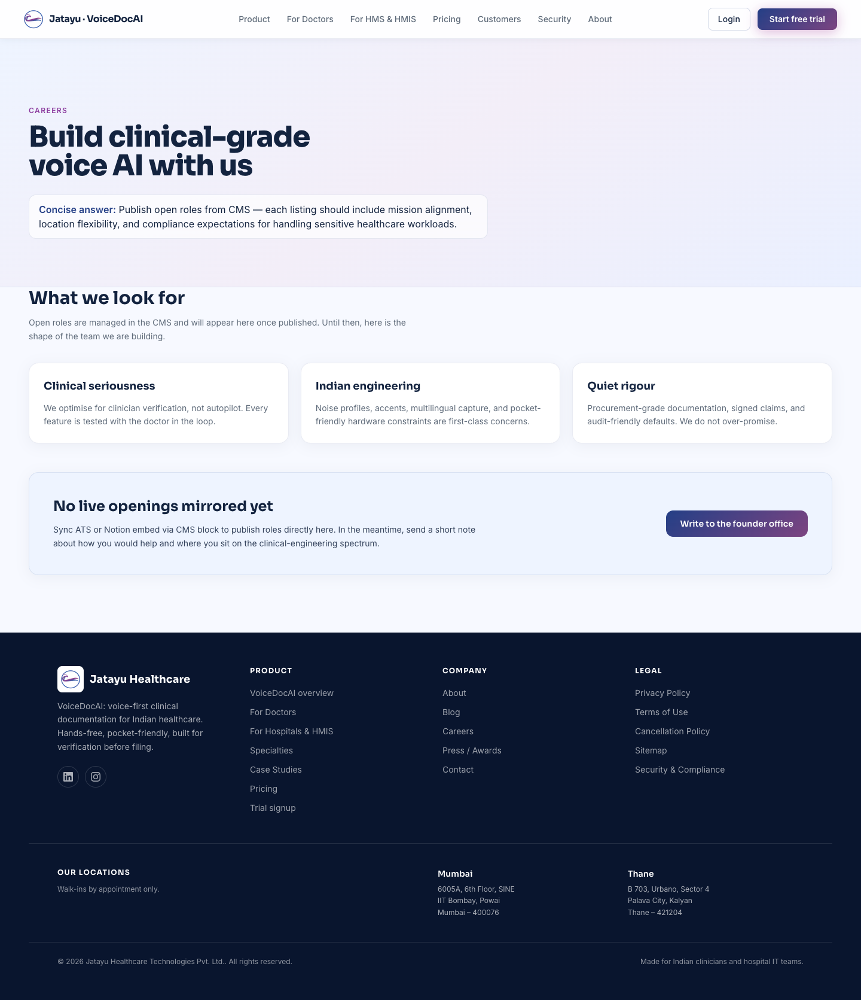 Jatayu · VoiceDocAI
Product
For Doctors
For HMS & HMIS
Pricing
Customers
Security
About
Login
Start free trial
CAREERS
Build clinical-grade
voice AI with us
Concise answer: Publish open roles from CMS — each listing should include mission alignment,
location flexibility, and compliance expectations for handling sensitive healthcare workloads.
What we look for
Open roles are managed in the CMS and will appear here once published. Until then, here is the
shape of the team we are building.
Clinical seriousness
We optimise for clinician verification, not autopilot. Every
feature is tested with the doctor in the loop.
Indian engineering
Noise profiles, accents, multilingual capture, and pocket-
friendly hardware constraints are first-class concerns.
Quiet rigour
Procurement-grade documentation, signed claims, and
audit-friendly defaults. We do not over-promise.
No live openings mirrored yet
Sync ATS or Notion embed via CMS block to publish roles directly here. In the meantime, send a short note
about how you would help and where you sit on the clinical-engineering spectrum.
Write to the founder office
Jatayu Healthcare
VoiceDocAI: voice-first clinical
documentation for Indian healthcare.
Hands-free, pocket-friendly, built for
verification before filing.
PRODUCT
VoiceDocAI overview
For Doctors
For Hospitals & HMIS
Specialties
Case Studies
Pricing
Trial signup
COMPANY
About
Blog
Careers
Press / Awards
Contact
LEGAL
Privacy Policy
Terms of Use
Cancellation Policy
Sitemap
Security & Compliance
OUR LOCATIONS
Walk-ins by appointment only.
Mumbai
6005A, 6th Floor, SINE
IIT Bombay, Powai
Mumbai – 400076
Thane
B 703, Urbano, Sector 4
Palava City, Kalyan
Thane – 421204
© 2026 Jatayu Healthcare Technologies Pvt. Ltd.. All rights reserved.
Made for Indian clinicians and hospital IT teams.